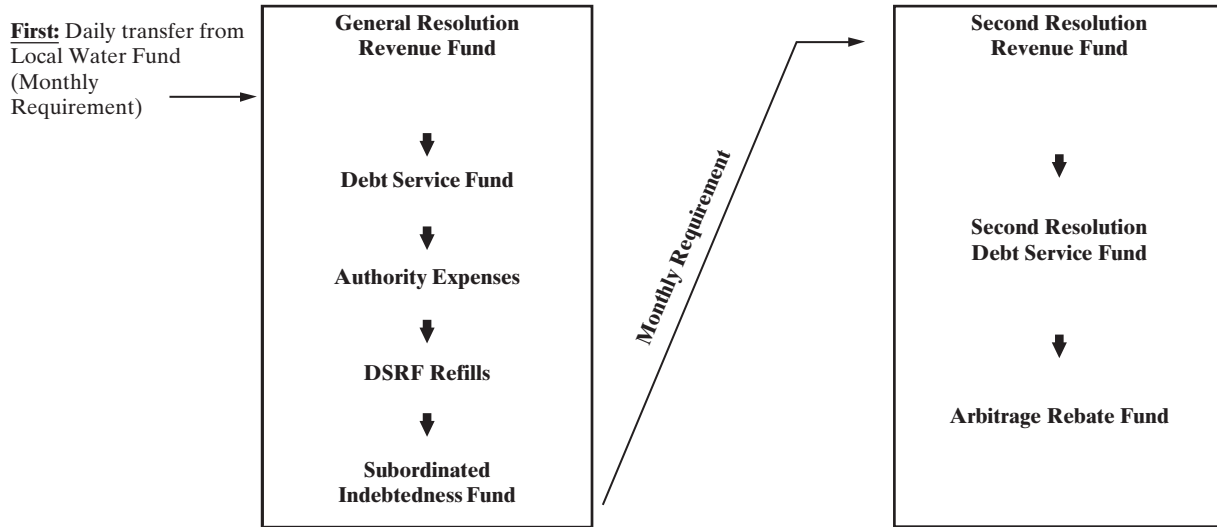 First: Daily transfer from
Local Water Fund
(Monthly
Requirement)
General Resolution
Revenue Fund
Debt Service Fund
Authority Expenses
DSRF Refills
Subordinated
Indebtedness Fund
Monthly Requirement
Second Resolution
Revenue Fund
Second Resolution
Debt Service Fund
Arbitrage Rebate Fund